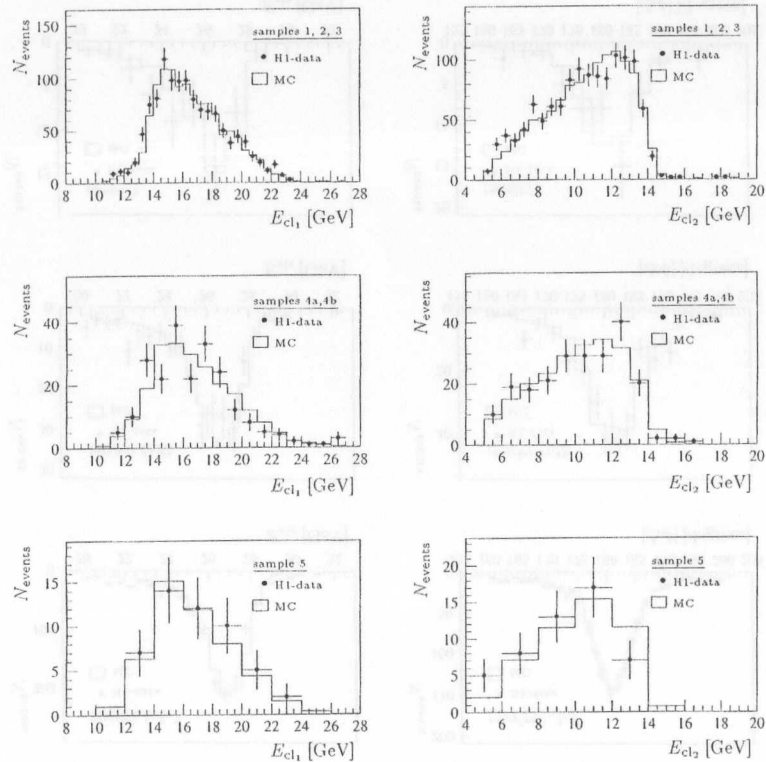 samples 1, 2, 3
H1-data
MC
N_events
150
100
50
0
8 10 12 14 16 18 20 22 24 26 28
E_cl₁ [GeV]
samples 1, 2, 3
H1-data
MC
N_events
100
50
0
4 6 8 10 12 14 16 18 20
E_cl₂ [GeV]
samples 4a,4b
H1-data
MC
N_events
40
20
0
8 10 12 14 16 18 20 22 24 26 28
E_cl₁ [GeV]
samples 4a,4b
H1-data
MC
N_events
40
20
0
4 6 8 10 12 14 16 18 20
E_cl₂ [GeV]
sample 5
H1-data
MC
N_events
15
10
5
0
8 10 12 14 16 18 20 22 24 26 28
E_cl₁ [GeV]
sample 5
H1-data
MC
N_events
20
15
10
5
0
4 6 8 10 12 14 16 18 20
E_cl₂ [GeV]